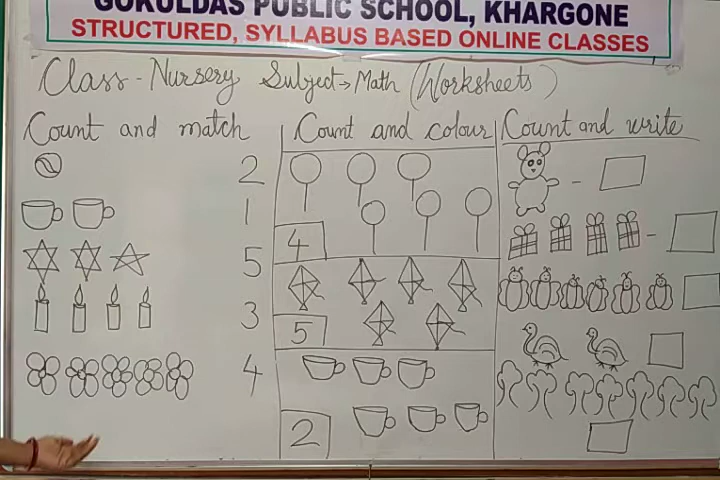 GOKULDAS PUBLIC SCHOOL, KHARGONE
STRUCTURED, SYLLABUS BASED ONLINE CLASSES
Class - Nursery Subject → Math (Worksheets)
Count and match
2
1
5
3
4
Count and colour
4
5
2
Count and write